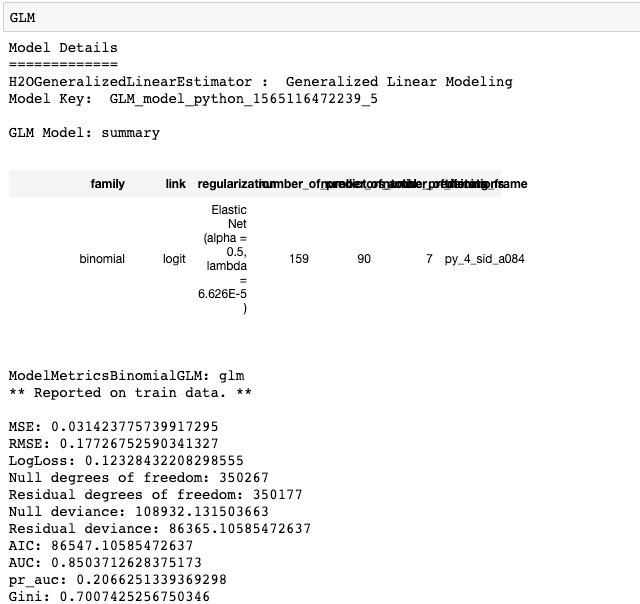 GLM
Model Details
=============
H2OGeneralizedLinearEstimator :  Generalized Linear Modeling
Model Key:  GLM_model_python_1565116472239_5
GLM Model: summary
family link regularization
Elastic
Net
(alpha =
0.5,
binomial logit lambda 159 90 7 py_4_sid_a084
=
6.626E-5
)
ModelMetricsBinomialGLM: glm
** Reported on train data. **
MSE: 0.031423775739917295
RMSE: 0.17726752590341327
LogLoss: 0.12328432208298555
Null degrees of freedom: 350267
Residual degrees of freedom: 350177
Null deviance: 108932.131503663
Residual deviance: 86365.10585472637
AIC: 86547.10585472637
AUC: 0.8503712628375173
pr_auc: 0.2066251339369298
Gini: 0.7007425256750346